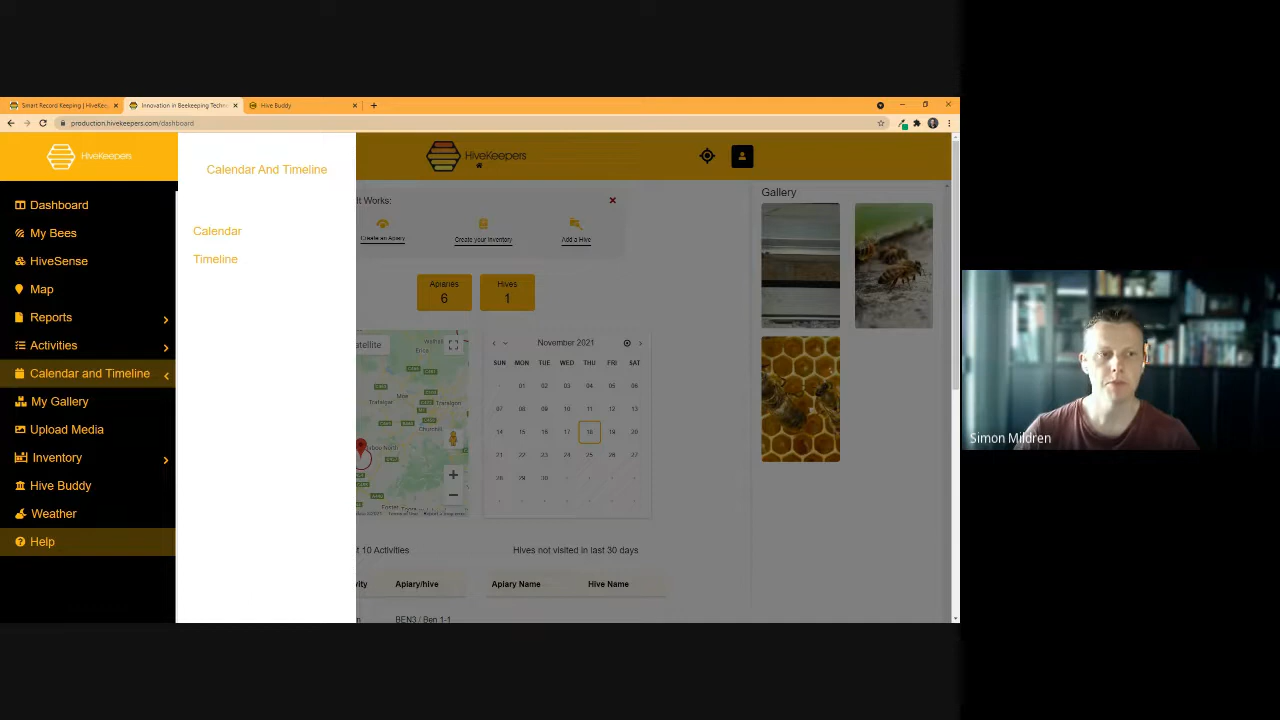 Smart Record Keeping | HiveKee
Innovation in Beekeeping Techn
Hive Buddy
production.hivekeepers.com/dashboard
HiveKeepers
Dashboard
My Bees
HiveSense
Map
Reports
Activities
Calendar and Timeline
My Gallery
Upload Media
Inventory
Hive Buddy
Weather
Help
Calendar And Timeline
Calendar
Timeline
HiveKeepers
It Works:
Create an Apiary
Create your Inventory
Add a Hive
Apiaries
6
Hives
1
atellite
Morwell
Traralgon
Churchill
November 2021
SUN MON TUE WED THU FRI SAT
01 02 03 04 05 06
07 08 09 10 11 12 13
14 15 16 17 18 19 20
21 22 23 24 25 26 27
28 29 30
t 10 Activities
Hives not visited in last 30 days
vity
Apiary/hive
Apiary Name
Hive Name
BEN3 / Ben 1-1
Gallery
Simon Mildren